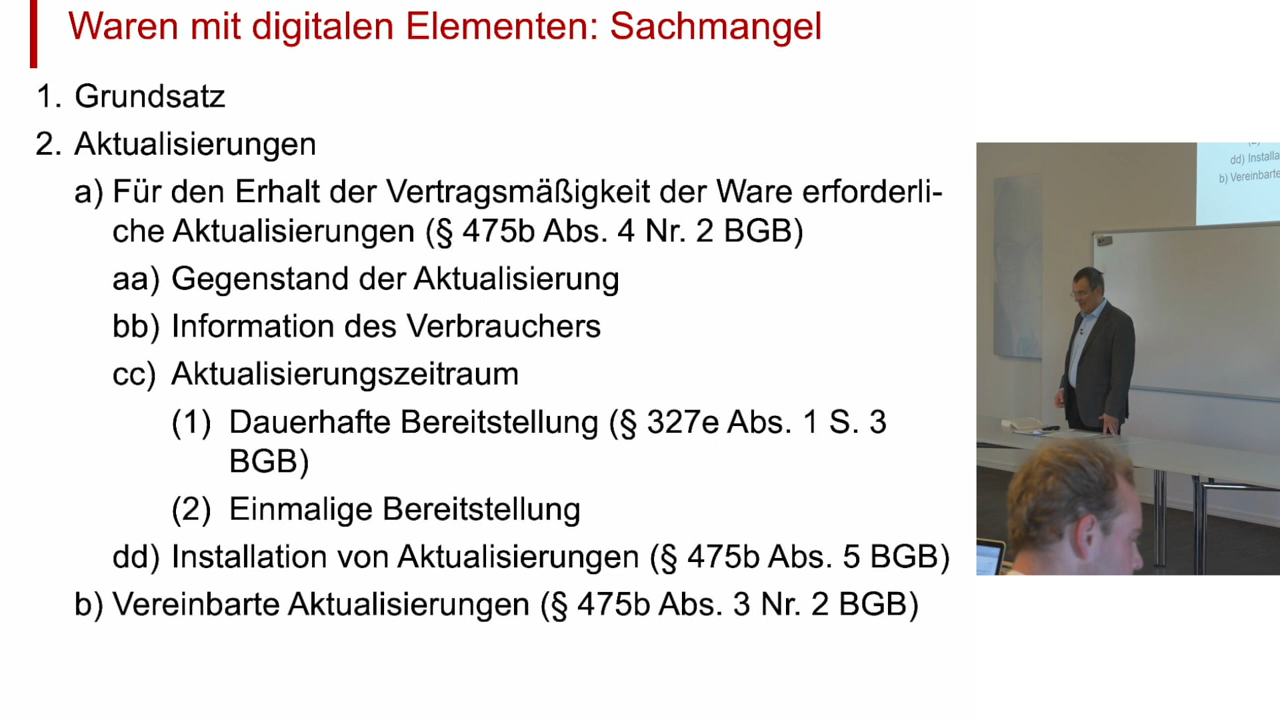 Waren mit digitalen Elementen: Sachmangel
1. Grundsatz
2. Aktualisierungen
a) Für den Erhalt der Vertragsmäßigkeit der Ware erforderli-
che Aktualisierungen (§ 475b Abs. 4 Nr. 2 BGB)
aa) Gegenstand der Aktualisierung
bb) Information des Verbrauchers
cc) Aktualisierungszeitraum
(1) Dauerhafte Bereitstellung (§ 327e Abs. 1 S. 3
BGB)
(2) Einmalige Bereitstellung
dd) Installation von Aktualisierungen (§ 475b Abs. 5 BGB)
b) Vereinbarte Aktualisierungen (§ 475b Abs. 3 Nr. 2 BGB)
dd) Installa
b) Vereinbarte